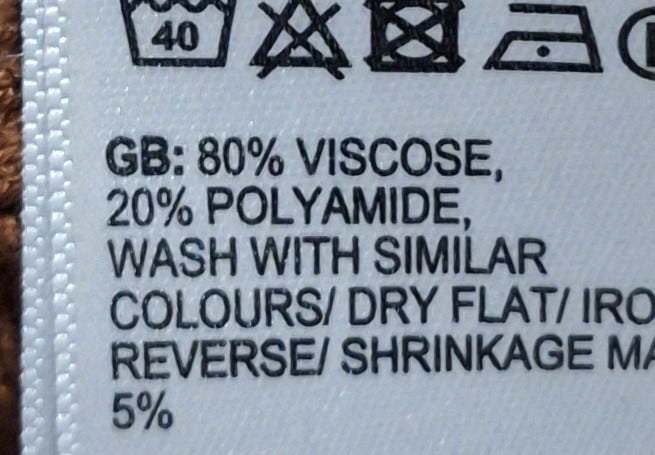 40
GB: 80% VISCOSE,
20% POLYAMIDE,
WASH WITH SIMILAR
COLOURS/ DRY FLAT/ IRO
REVERSE/ SHRINKAGE MA
5%